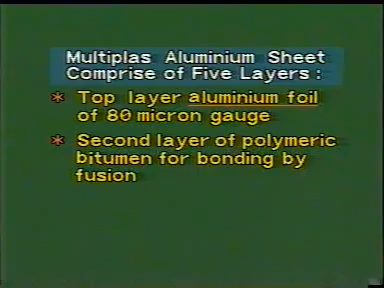 Multiplas Aluminium Sheet
Comprise of Five Layers :
* Top layer aluminium foil
of 80 micron gauge
* Second layer of polymeric
bitumen for bonding by
fusion